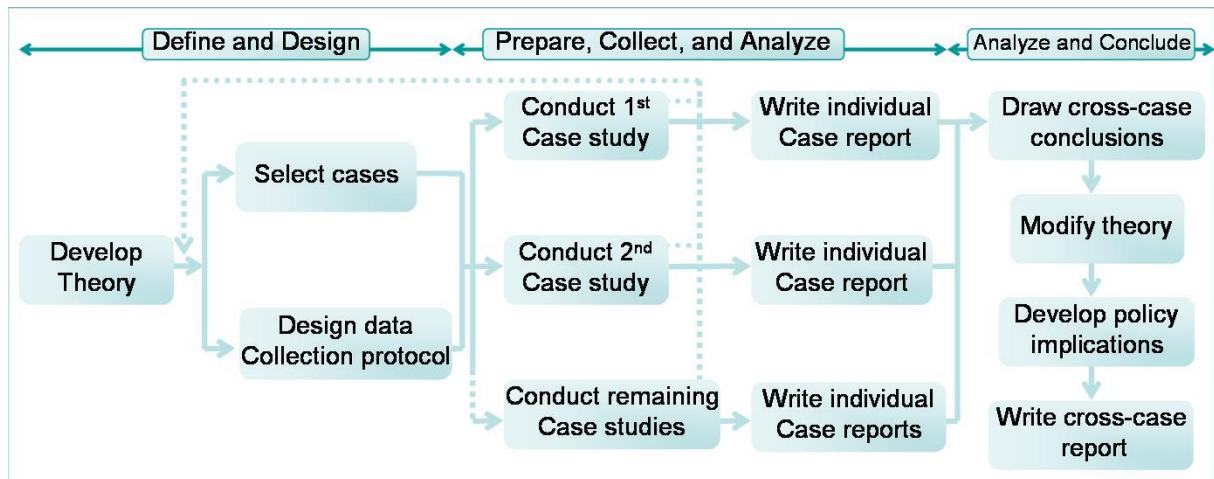 Define and Design
Prepare, Collect, and Analyze
Analyze and Conclude
Develop
Theory
Select cases
Design data
Collection protocol
Conduct 1st
Case study
Conduct 2nd
Case study
Conduct remaining
Case studies
Write individual
Case report
Write individual
Case report
Write individual
Case reports
Draw cross-case
conclusions
Modify theory
Develop policy
implications
Write cross-case
report